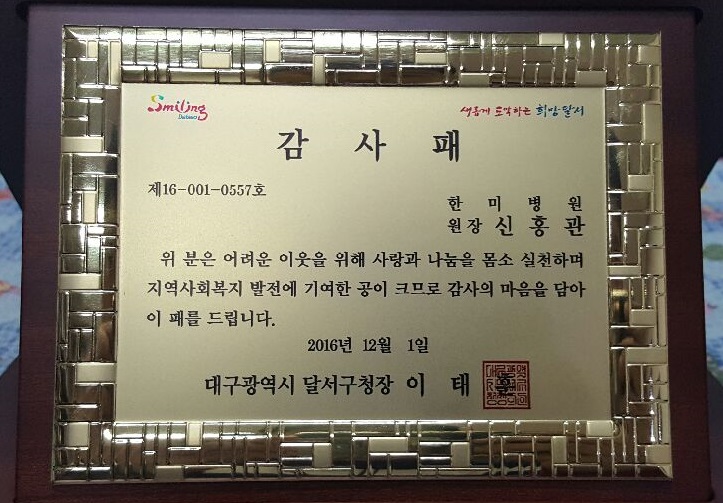 Smiling
Dalseo
새롭게 도약하는 희망달서
감사패
제16-001-0557호
한미병원
원장 신홍관
위 분은 어려운 이웃을 위해 사랑과 나눔을 몸소 실천하며
지역사회복지 발전에 기여한 공이 크므로 감사의 마음을 담아
이 패를 드립니다.
2016년 12월 1일
대구광역시 달서구청장 이태훈